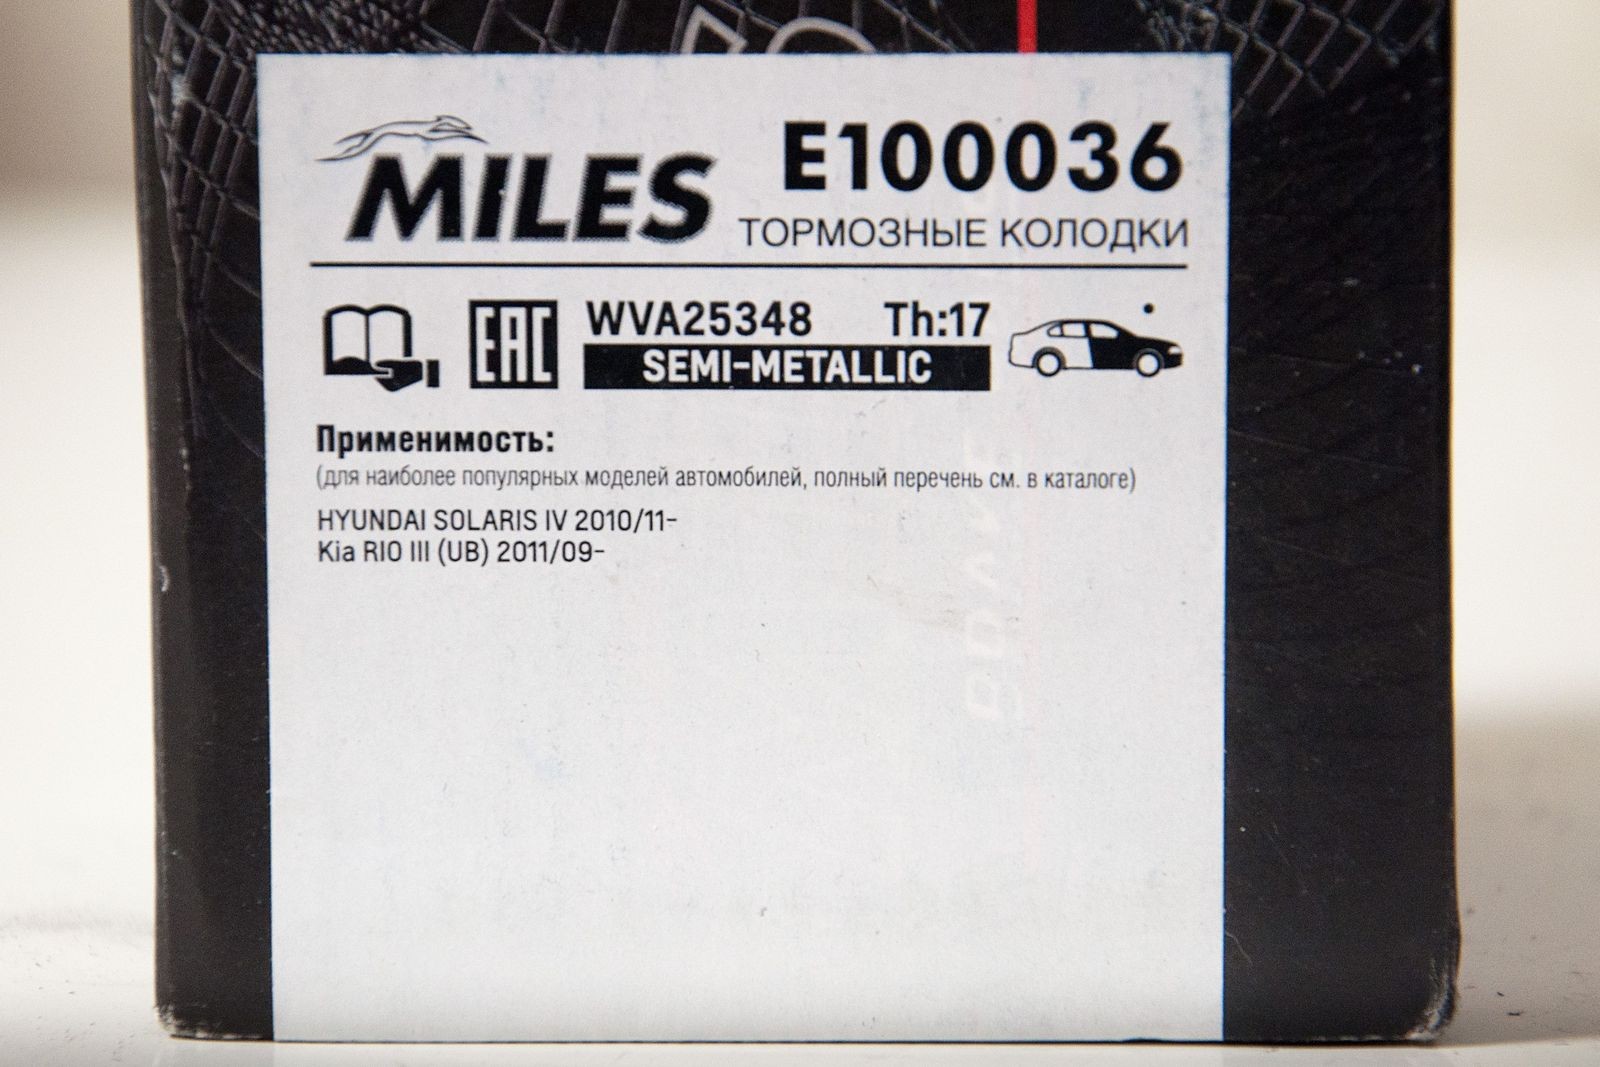 MILES
E100036
ТОРМОЗНЫЕ КОЛОДКИ
EAC
WVA25348 Th:17
SEMI-METALLIC
Применимость:
(для наиболее популярных моделей автомобилей, полный перечень см. в каталоге)
HYUNDAI SOLARIS IV 2010/11-
Kia RIO III (UB) 2011/09-